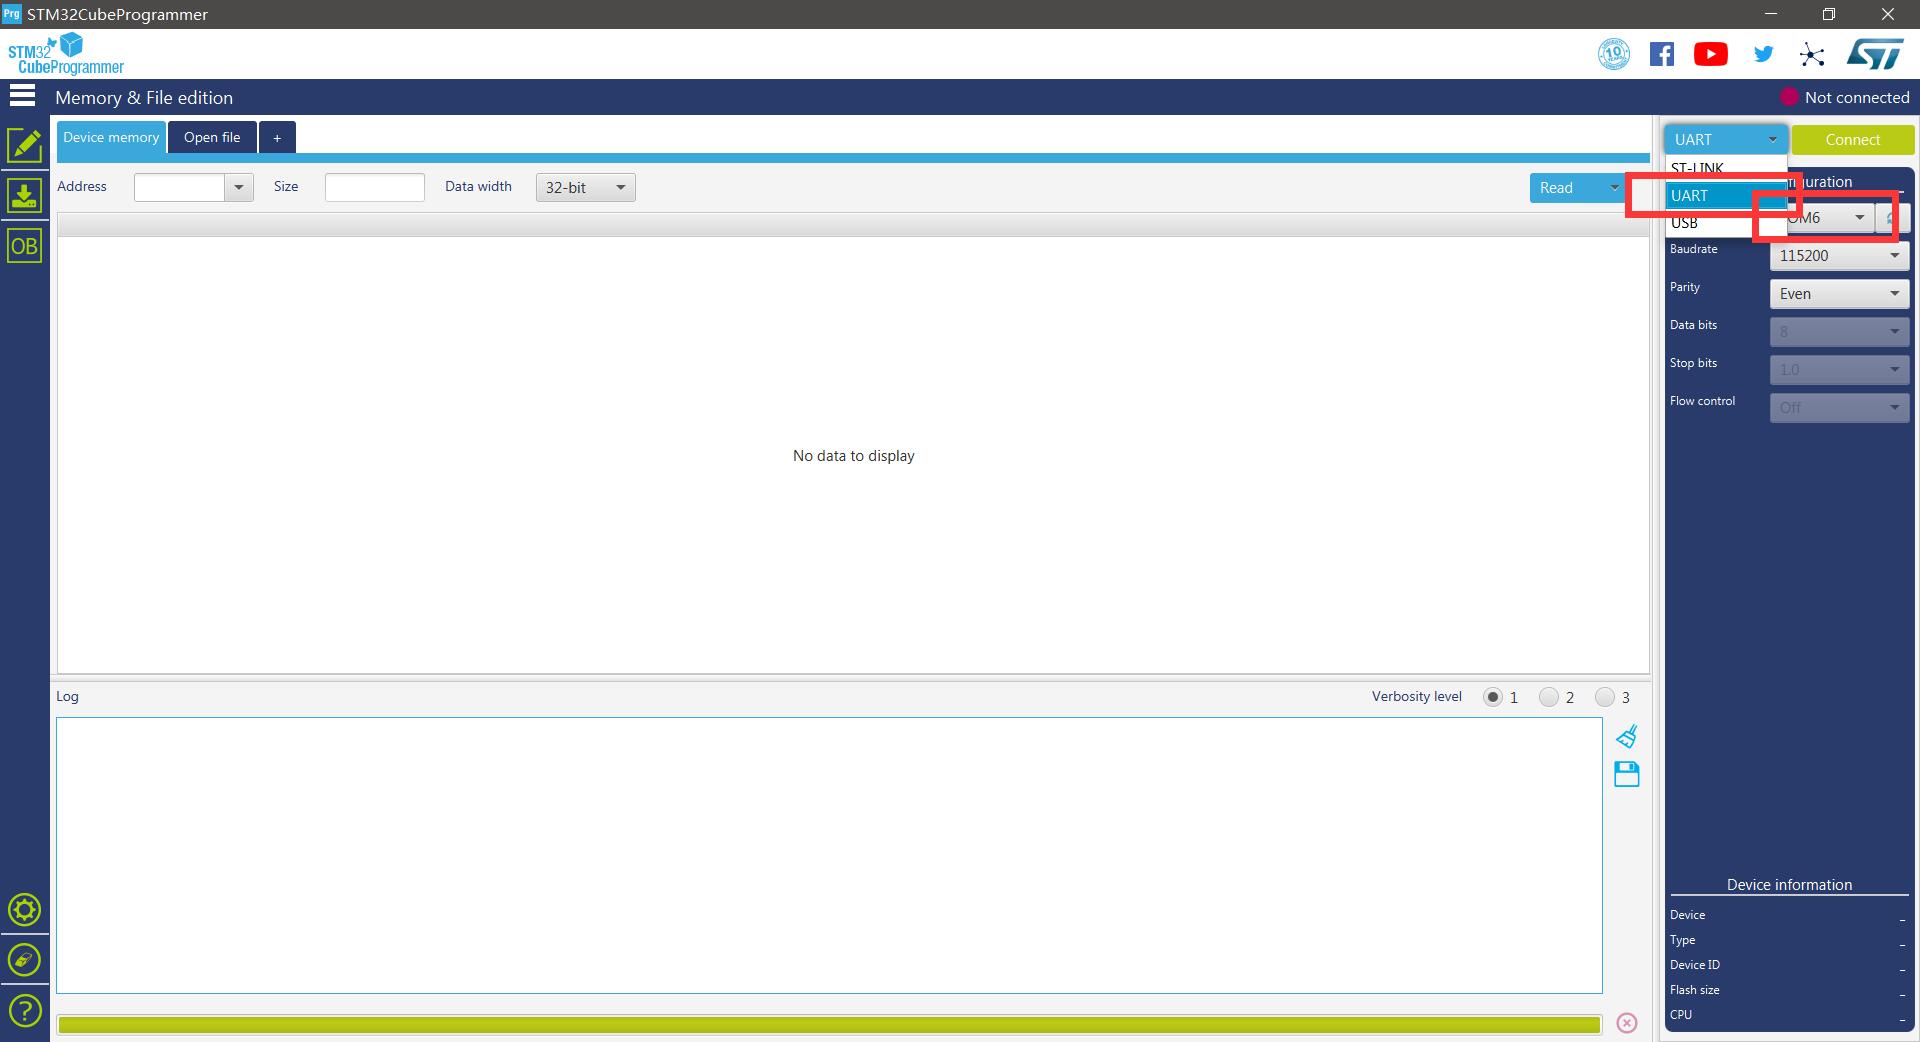 Prg STM32CubeProgrammer
STM32
CubeProgrammer
10
ST
Memory & File edition
Not connected
Device memory
Open file
+
UART
Connect
ST-LINK
UART
USB
Address
Size
Data width
32-bit
Read
115200
Baudrate
Parity
Even
Data bits
8
Stop bits
1.0
Flow control
Off
OB
No data to display
Log
Verbosity level
1
2
3
Device information
Device -
Type -
Device ID -
Flash size -
CPU -
?